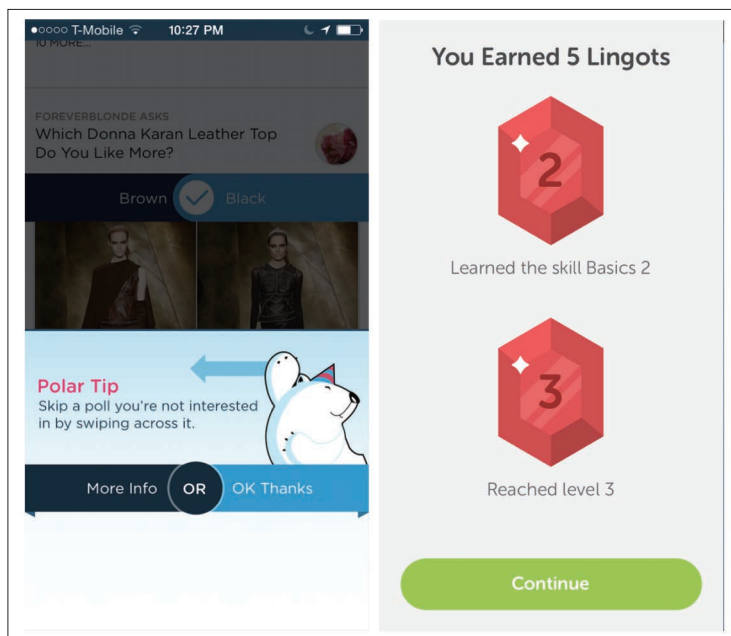 ●○○○○ T-Mobile 10:27 PM
10 MORE...
FOREVERBLONDE ASKS
Which Donna Karan Leather Top
Do You Like More?
Brown Black
Polar Tip
Skip a poll you're not interested
in by swiping across it.
More Info OR OK Thanks
You Earned 5 Lingots
2
Learned the skill Basics 2
3
Reached level 3
Continue